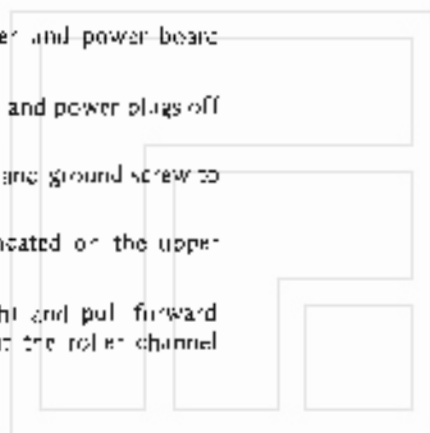 and power board
and power plugs off
and ground screw to
located on the upper
and pull forward
the roller channel